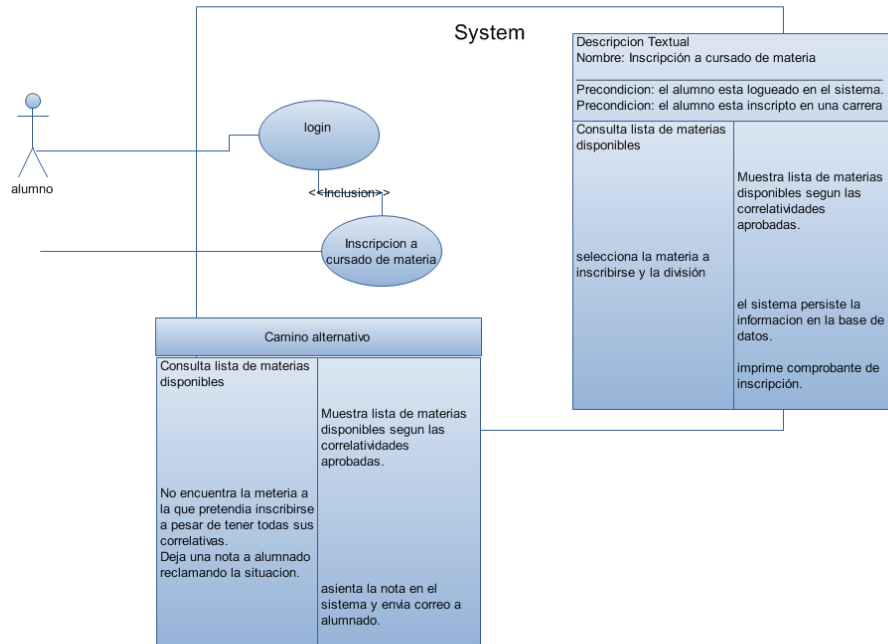 System
alumno
login
<<Inclusion>>
Inscripcion a
cursado de materia
Descripcion Textual
Nombre: Inscripción a cursado de materia
Precondicion: el alumno esta logueado en el sistema.
Precondicion: el alumno esta inscripto en una carrera
Consulta lista de materias
disponibles
Muestra lista de materias
disponibles segun las
correlatividades
aprobadas.
selecciona la materia a
inscribirse y la división
el sistema persiste la
informacion en la base de
datos.
imprime comprobante de
inscripción.
Camino alternativo
Consulta lista de materias
disponibles
Muestra lista de materias
disponibles segun las
correlatividades
aprobadas.
No encuentra la meteria a
la que pretendia inscribirse
a pesar de tener todas sus
correlativas.
Deja una nota a alumnado
reclamando la situacion.
asienta la nota en el
sistema y envia correo a
alumnado.